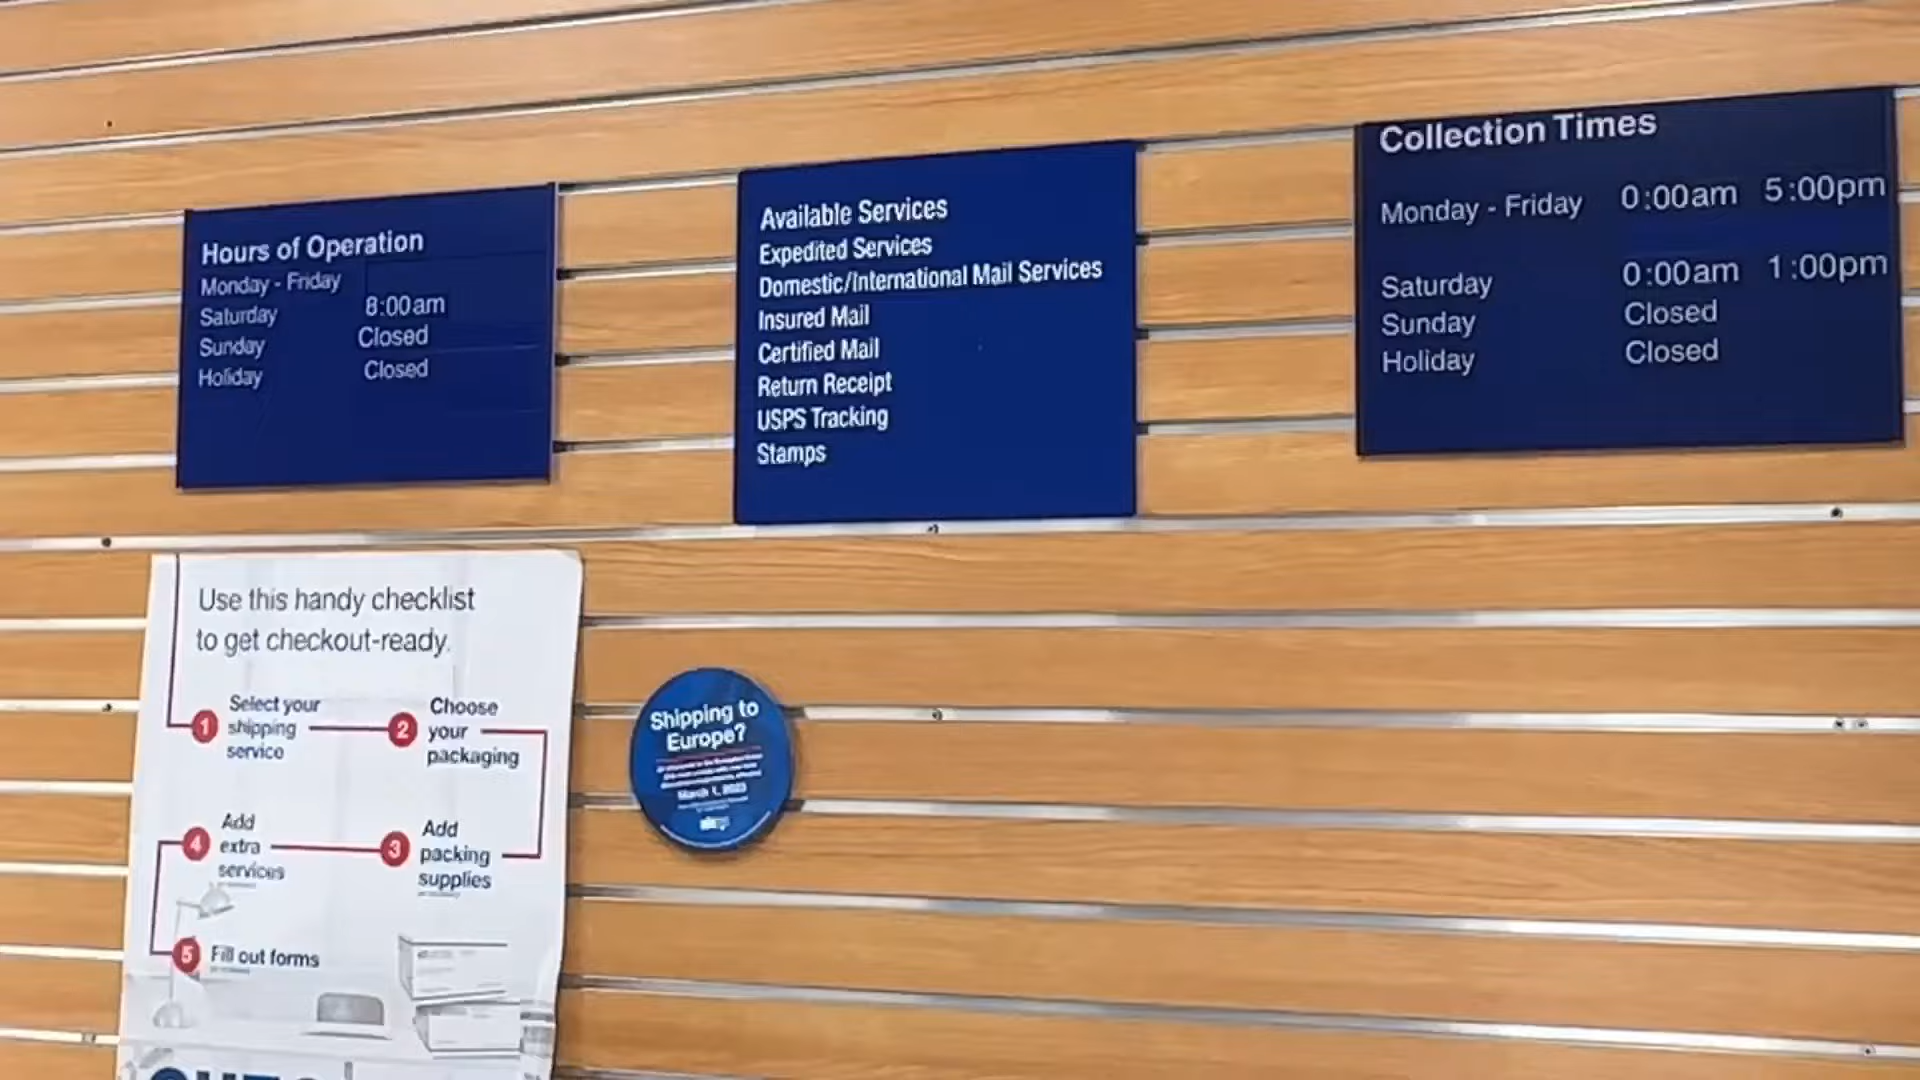 Hours of Operation
Monday - Friday
Saturday 8:00am
Sunday Closed
Holiday Closed
Available Services
Expedited Services
Domestic/International Mail Services
Insured Mail
Certified Mail
Return Receipt
USPS Tracking
Stamps
Collection Times
Monday - Friday 0:00am 5:00pm
Saturday 0:00am 1:00pm
Sunday Closed
Holiday Closed
Use this handy checklist
to get checkout-ready.
1 Select your
shipping
service
2 Choose
your
packaging
3 Add
packing
supplies
4 Add
extra
services
5 Fill out forms
Shipping to
Europe?
March 1, 2023